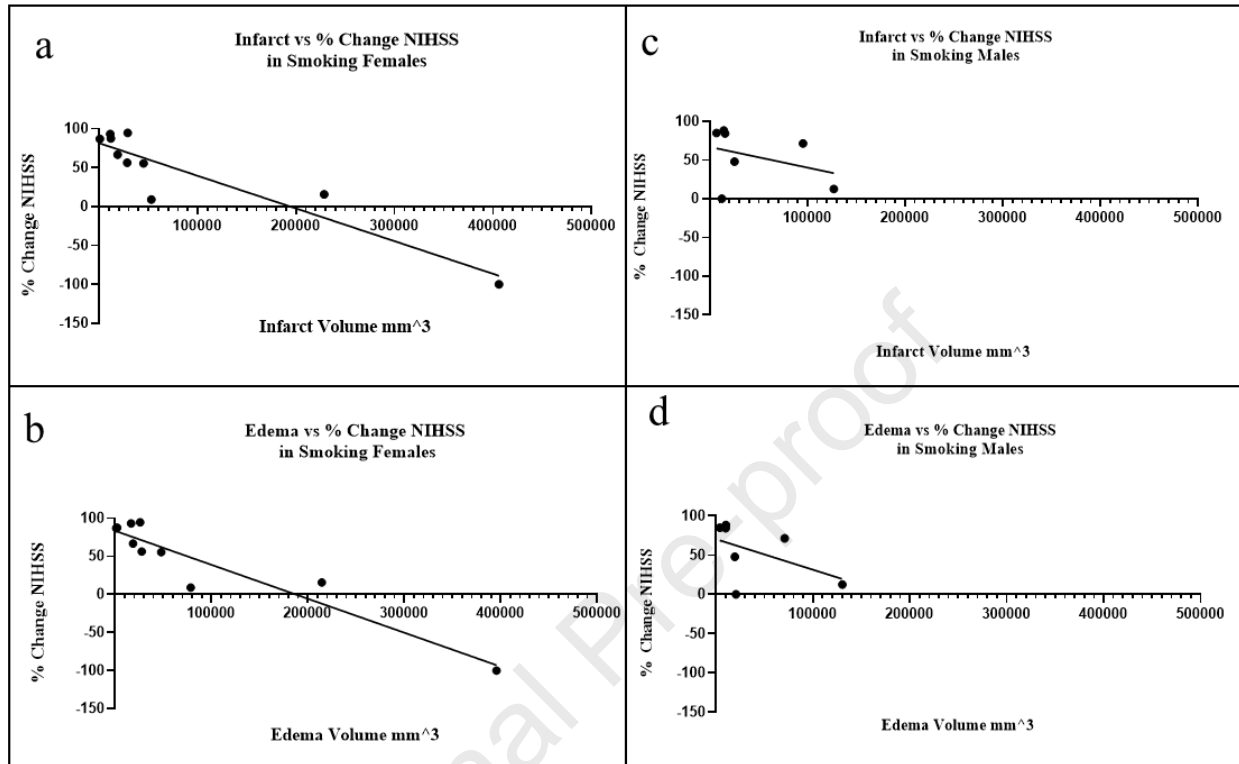 a
Infarct vs % Change NIHSS
in Smoking Females
% Change NIHSS
100
50
0
-50
-100
-150
100000 200000 300000 400000 500000
Infarct Volume mm^3
c
Infarct vs % Change NIHSS
in Smoking Males
% Change NIHSS
100
50
0
-50
-100
-150
100000 200000 300000 400000 500000
Infarct Volume mm^3
b
Edema vs % Change NIHSS
in Smoking Females
% Change NIHSS
100
50
0
-50
-100
-150
100000 200000 300000 400000 500000
Edema Volume mm^3
d
Edema vs % Change NIHSS
in Smoking Males
% Change NIHSS
100
50
0
-50
-100
-150
100000 200000 300000 400000 500000
Edema Volume mm^3
nal Pre-proof